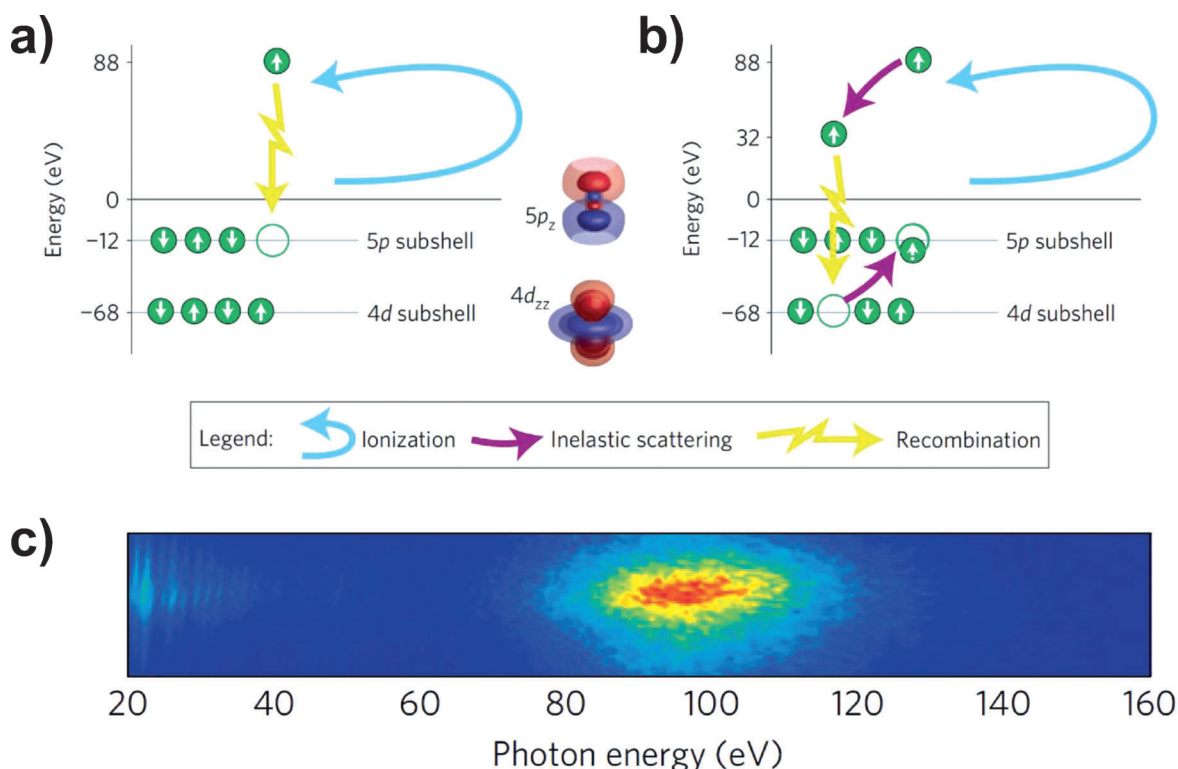 a)
88
0
−12
−68
Energy (eV)
5p subshell
4d subshell
5pz
4dzz
b)
88
32
0
−12
−68
Energy (eV)
5p subshell
4d subshell
Legend: Ionization Inelastic scattering Recombination
c)
20 40 60 80 100 120 140 160
Photon energy (eV)